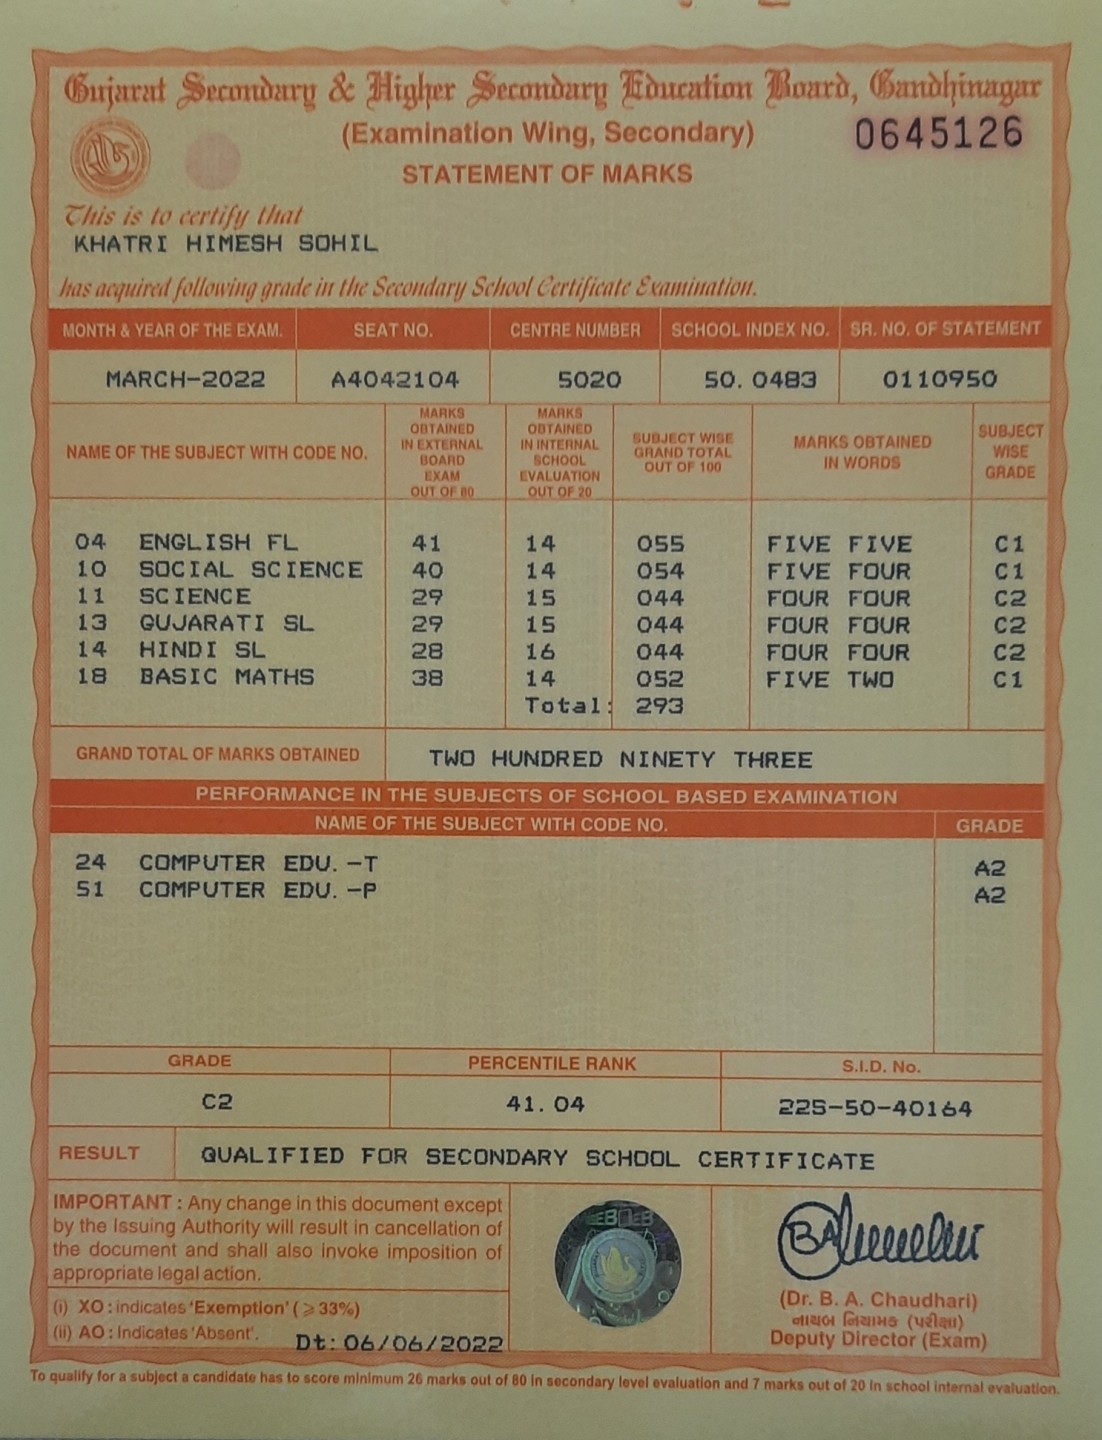 Gujarat Secondary & Higher Secondary Education Board, Gandhinagar
(Examination Wing, Secondary)
0645126
STATEMENT OF MARKS
This is to certify that
KHATRI HIMESH SOHIL
has acquired following grade in the Secondary School Certificate Examination.
MONTH & YEAR OF THE EXAM. SEAT NO. CENTRE NUMBER SCHOOL INDEX NO. SR. NO. OF STATEMENT
MARCH-2022 A4042104 5020 50.0483 0110950
NAME OF THE SUBJECT WITH CODE NO.
MARKS
OBTAINED
IN EXTERNAL
BOARD
EXAM
OUT OF 80
MARKS
OBTAINED
IN INTERNAL
SCHOOL
EVALUATION
OUT OF 20
SUBJECT WISE
GRAND TOTAL
OUT OF 100
MARKS OBTAINED
IN WORDS
SUBJECT
WISE
GRADE
04 ENGLISH FL 41 14 055 FIVE FIVE C1
10 SOCIAL SCIENCE 40 14 054 FIVE FOUR C1
11 SCIENCE 29 15 044 FOUR FOUR C2
13 GUJARATI SL 29 15 044 FOUR FOUR C2
14 HINDI SL 28 16 044 FOUR FOUR C2
18 BASIC MATHS 38 14 052 FIVE TWO C1
Total: 293
GRAND TOTAL OF MARKS OBTAINED TWO HUNDRED NINETY THREE
PERFORMANCE IN THE SUBJECTS OF SCHOOL BASED EXAMINATION
NAME OF THE SUBJECT WITH CODE NO. GRADE
24 COMPUTER EDU.-T A2
51 COMPUTER EDU.-P A2
GRADE PERCENTILE RANK S.I.D. No.
C2 41.04 22S-50-40164
RESULT QUALIFIED FOR SECONDARY SCHOOL CERTIFICATE
IMPORTANT : Any change in this document except
by the Issuing Authority will result in cancellation of
the document and shall also invoke imposition of
appropriate legal action.
(i) XO : indicates 'Exemption' (⩾33%)
(ii) AO : Indicates 'Absent'.
Dt: 06/06/2022
(Dr. B. A. Chaudhari)
નાયબ નિયામક (પરીક્ષા)
Deputy Director (Exam)
To qualify for a subject a candidate has to score minimum 26 marks out of 80 in secondary level evaluation and 7 marks out of 20 in school internal evaluation.